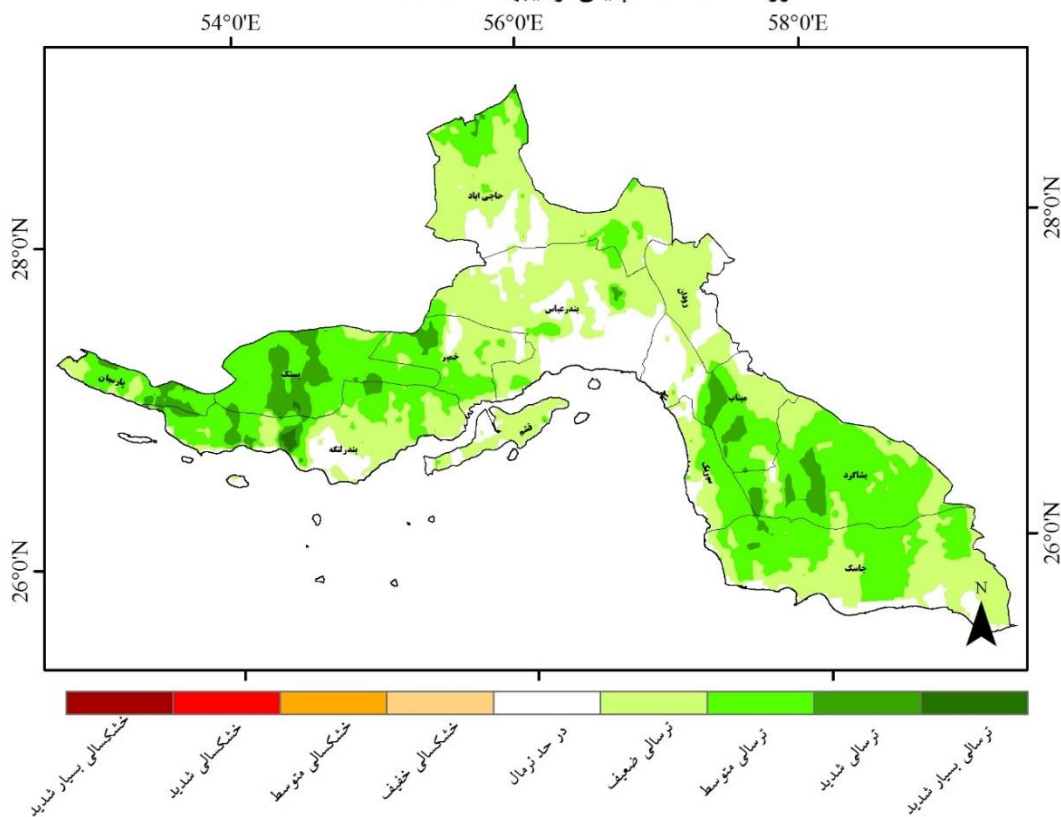 54°0'E 56°0'E 58°0'E
28°0'N
28°0'N
26°0'N
26°0'N
حاجی اباد
رودان
بندرعباس
خمیر
بستک
پارسیان
میناب
قشم
بندرلنگه
سیریک
بشاگرد
جاسک
N
خشکسالی بسیار شدید
خشکسالی شدید
خشکسالی متوسط
خشکسالی خفیف
در حد نرمال
ترسالی ضعیف
ترسالی متوسط
ترسالی شدید
ترسالی بسیار شدید